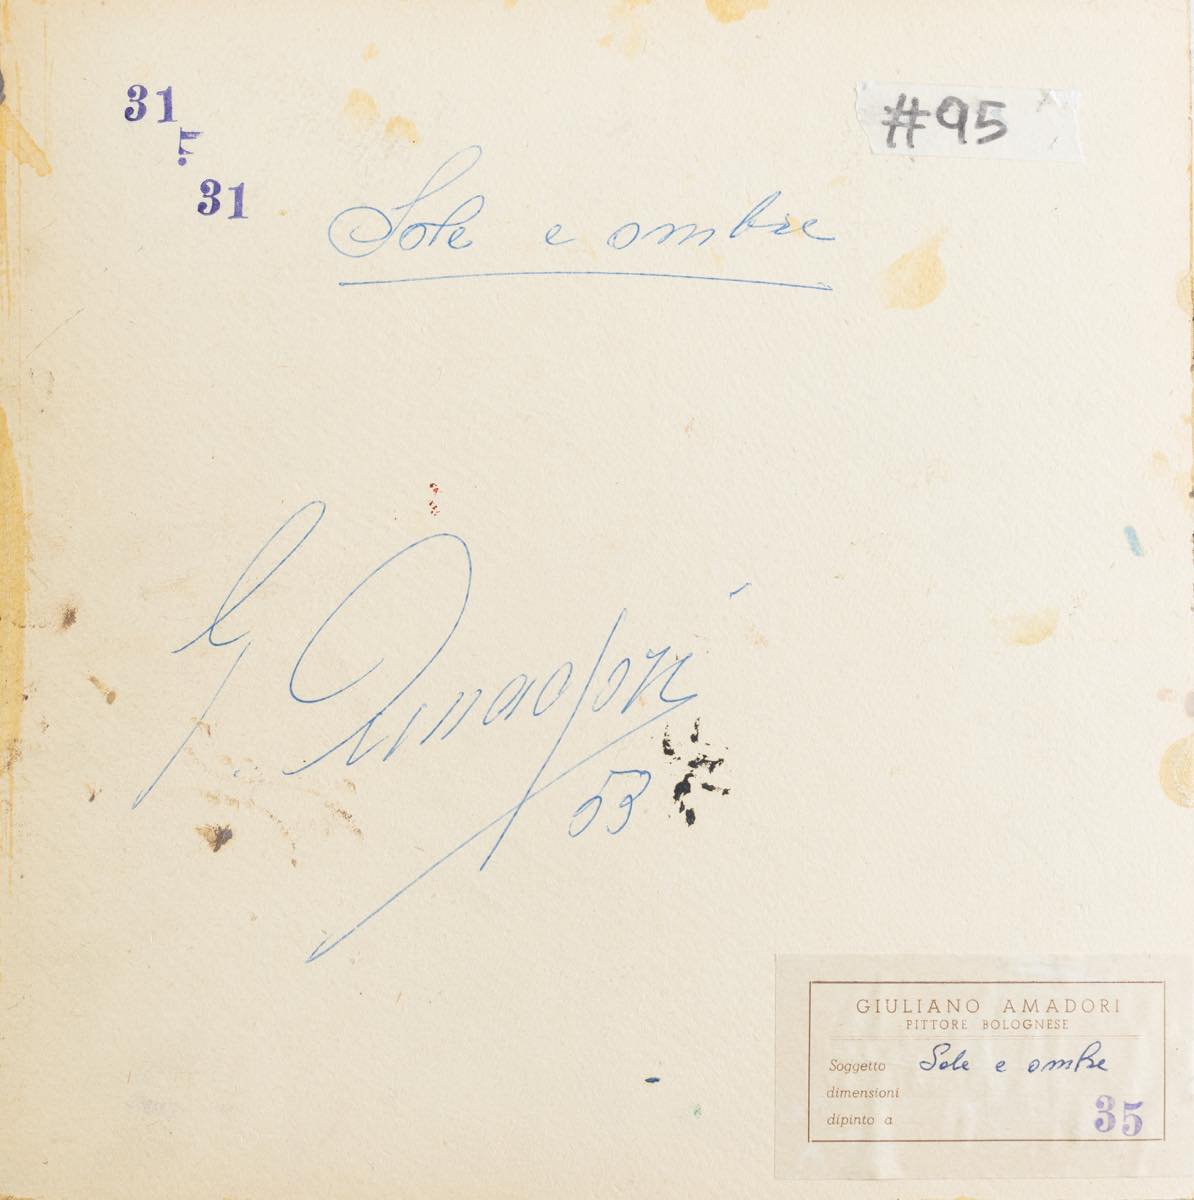 31
31
#95
Sole e ombre
G. Amadori
53
GIULIANO AMADORI
PITTORE BOLOGNESE
Soggetto Sole e ombre
dimensioni
dipinto a
35